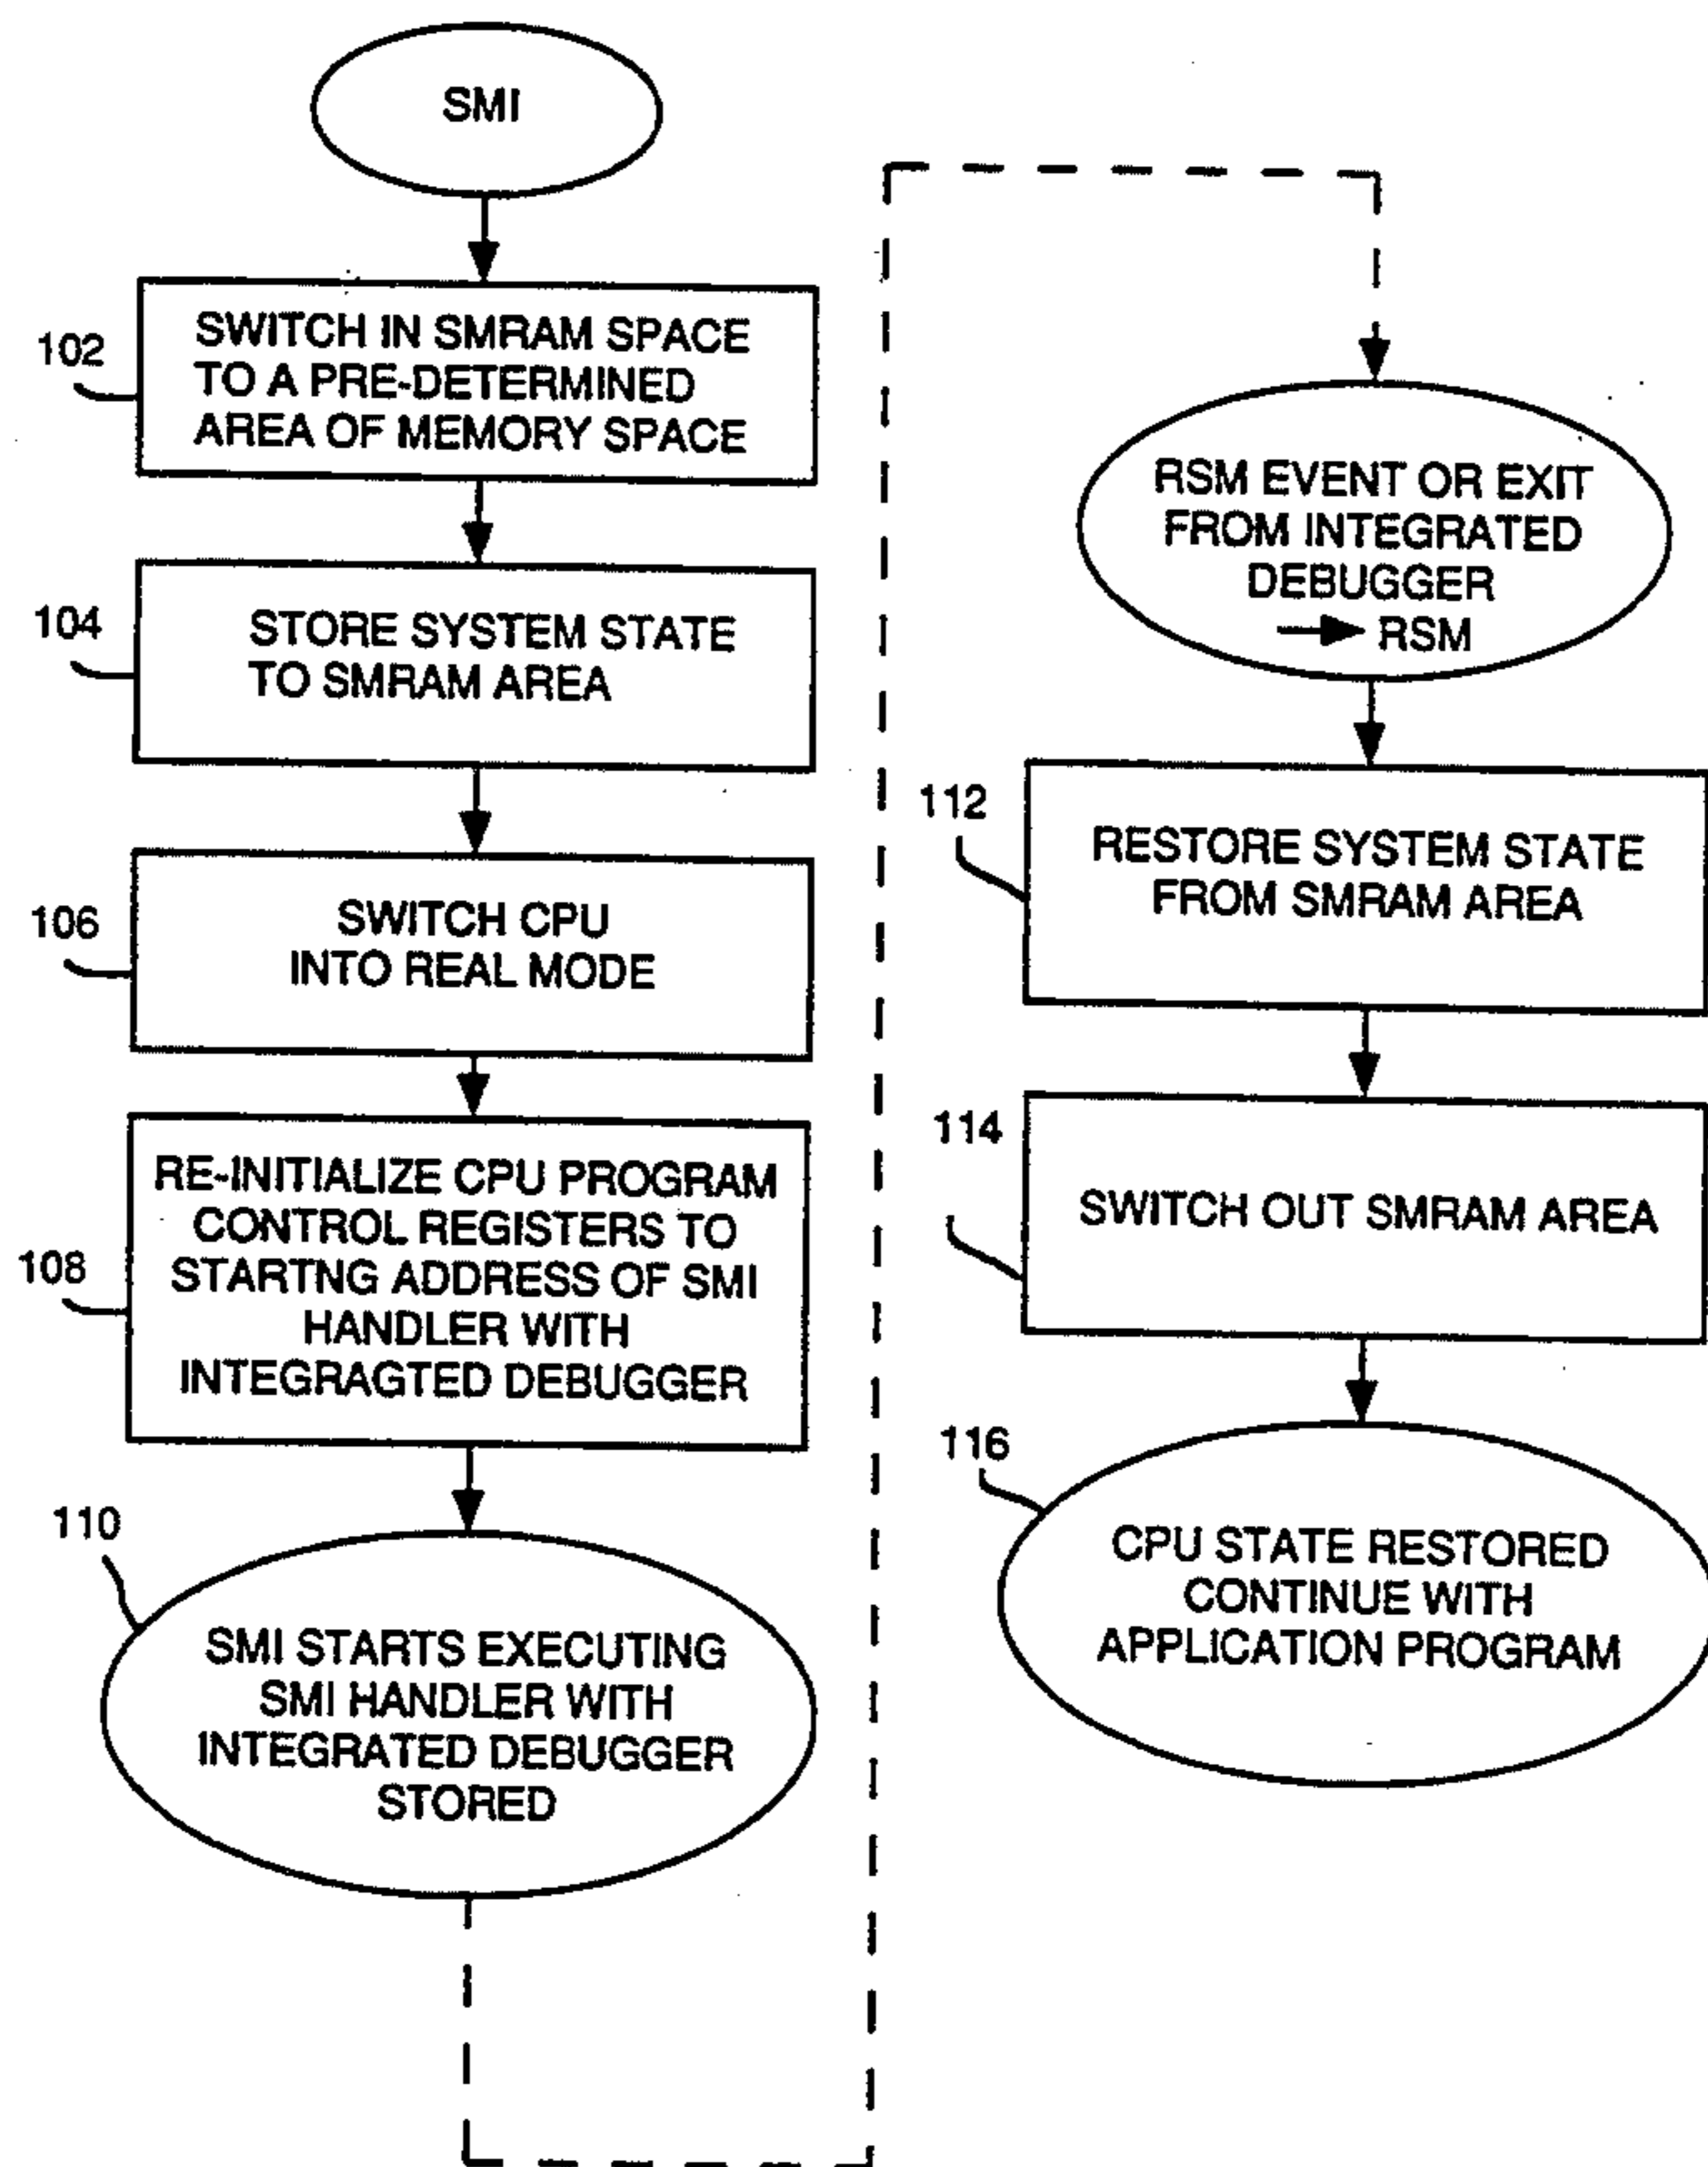 SMI
102
SWITCH IN SMRAM SPACE
TO A PRE-DETERMINED
AREA OF MEMORY SPACE
104
STORE SYSTEM STATE
TO SMRAM AREA
106
SWITCH CPU
INTO REAL MODE
108
RE-INITIALIZE CPU PROGRAM
CONTROL REGISTERS TO
STARTNG ADDRESS OF SMI
HANDLER WITH
INTEGRAGTED DEBUGGER
110
SMI STARTS EXECUTING
SMI HANDLER WITH
INTEGRATED DEBUGGER
STORED
RSM EVENT OR EXIT
FROM INTEGRATED
DEBUGGER
RSM
112
RESTORE SYSTEM STATE
FROM SMRAM AREA
114
SWITCH OUT SMRAM AREA
116
CPU STATE RESTORED
CONTINUE WITH
APPLICATION PROGRAM